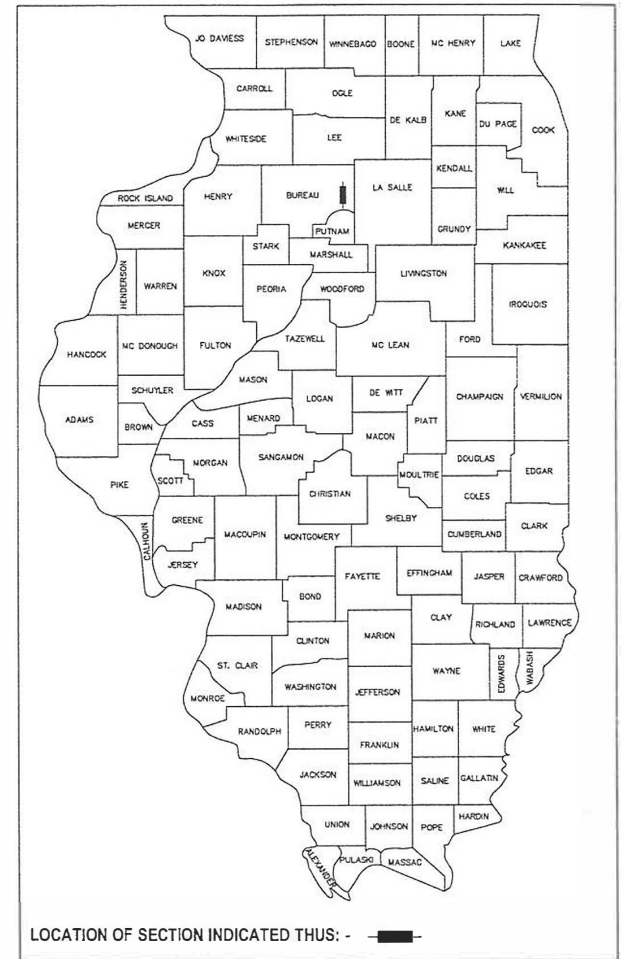 JO DAVIESS STEPHENSON WINNEBAGO BOONE MC HENRY LAKE
CARROLL OGLE DE KALB KANE DU PAGE COOK
WHITESIDE LEE
KENDALL
ROCK ISLAND HENRY BUREAU LA SALLE WILL
MERCER PUTNAM GRUNDY
STARK MARSHALL KANKAKEE
HENDERSON WARREN KNOX PEORIA WOODFORD LIVINGSTON IROQUOIS
HANCOCK MC DONOUGH FULTON TAZEWELL MC LEAN FORD
MASON
SCHUYLER LOGAN DE WITT CHAMPAIGN VERMILION
ADAMS BROWN CASS MENARD PIATT
MACON
PIKE SCOTT MORGAN SANGAMON MOULTRIE DOUGLAS EDGAR
CHRISTIAN COLES
GREENE SHELBY
CALHOUN MACOUPIN MONTGOMERY CUMBERLAND CLARK
JERSEY FAYETTE EFFINGHAM JASPER CRAWFORD
MADISON BOND
CLAY RICHLAND LAWRENCE
CLINTON MARION
ST. CLAIR WAYNE EDWARDS WABASH
MONROE WASHINGTON JEFFERSON
RANDOLPH PERRY HAMILTON WHITE
FRANKLIN
JACKSON WILLIAMSON SALINE GALLATIN
UNION JOHNSON POPE HARDIN
ALEXANDER PULASKI MASSAC
LOCATION OF SECTION INDICATED THUS: -